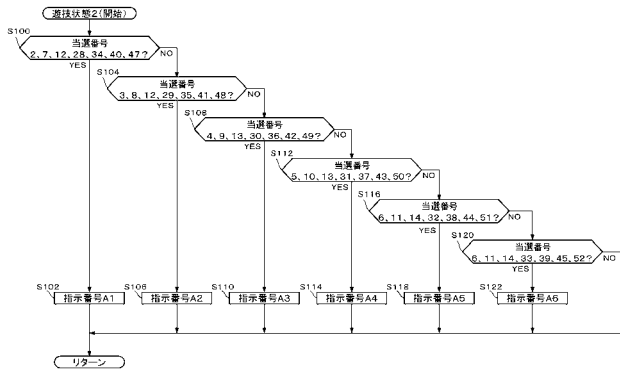 遊技状態2(開始)
S100
当選番号
2、7、12、28、34、40、47?
NO
YES
S104
当選番号
3、8、12、29、35、41、48?
NO
YES
S108
当選番号
4、9、13、30、36、42、49?
NO
YES
S112
当選番号
5、10、13、31、37、43、50?
NO
YES
S116
当選番号
6、11、14、32、38、44、51?
NO
YES
S120
当選番号
6、11、14、33、39、45、52?
NO
YES
S102
指示番号A1
S106
指示番号A2
S110
指示番号A3
S114
指示番号A4
S118
指示番号A5
S122
指示番号A6
リターン